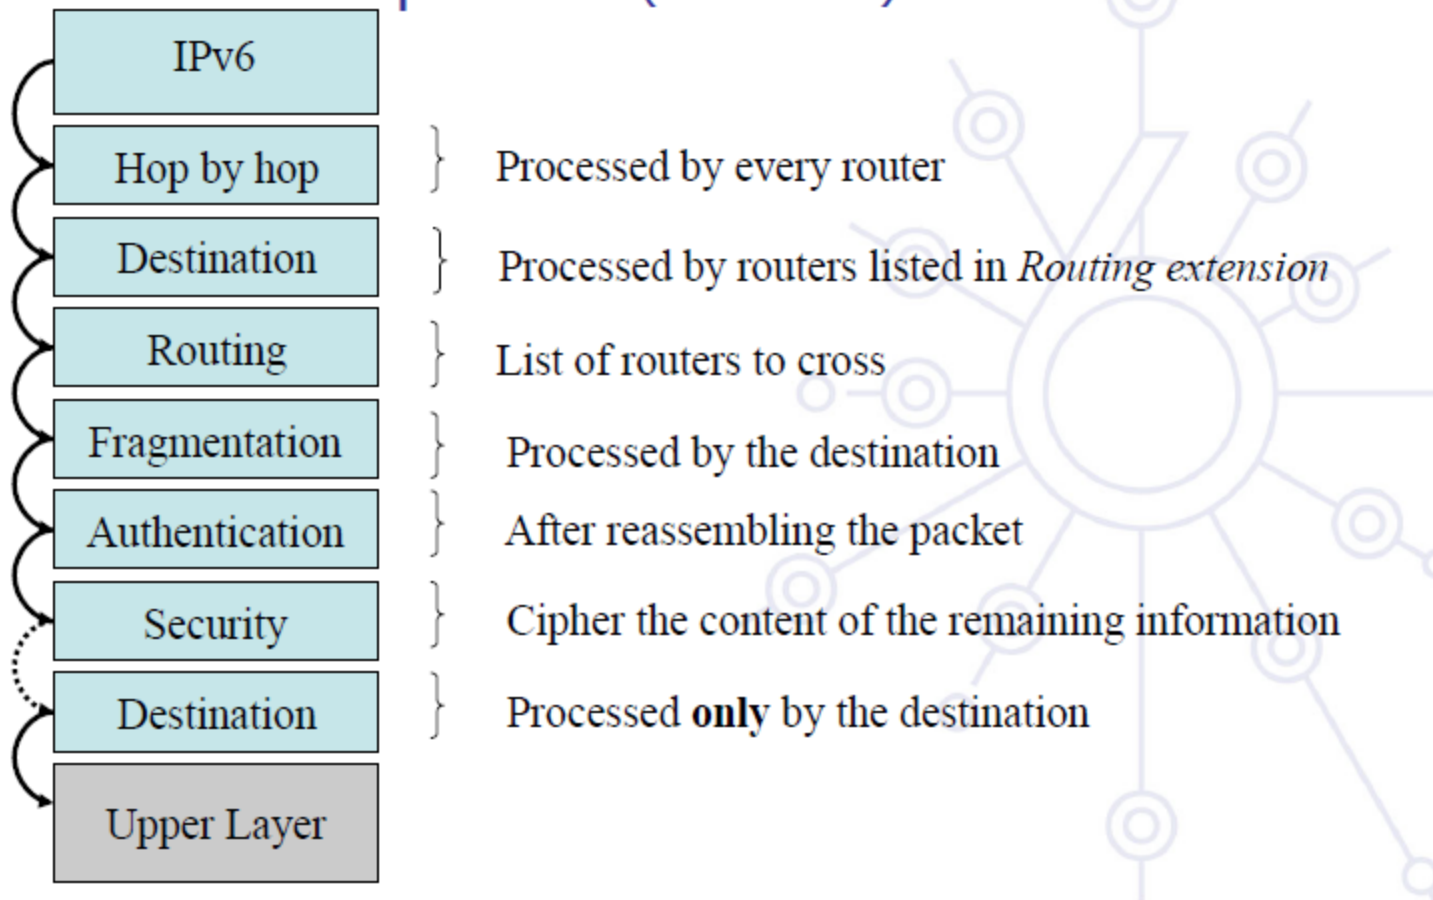 IPv6
Hop by hop
Processed by every router
Destination
Processed by routers listed in Routing extension
Routing
List of routers to cross
Fragmentation
Processed by the destination
Authentication
After reassembling the packet
Security
Cipher the content of the remaining information
Destination
Processed only by the destination
Upper Layer